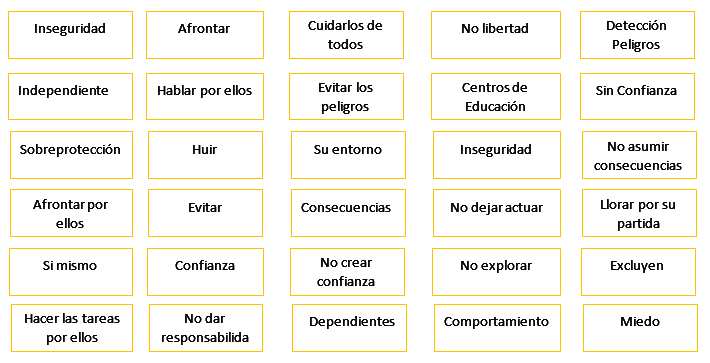 Inseguridad
Afrontar
Cuidarlos de
todos
No libertad
Detección
Peligros
Independiente
Hablar por ellos
Evitar los
peligros
Centros de
Educación
Sin Confianza
Sobreprotección
Huir
Su entorno
Inseguridad
No asumir
consecuencias
Afrontar por
ellos
Evitar
Consecuencias
No dejar actuar
Llorar por su
partida
Si mismo
Confianza
No crear
confianza
No explorar
Excluyen
Hacer las tareas
por ellos
No dar
responsabilida
Dependientes
Comportamiento
Miedo